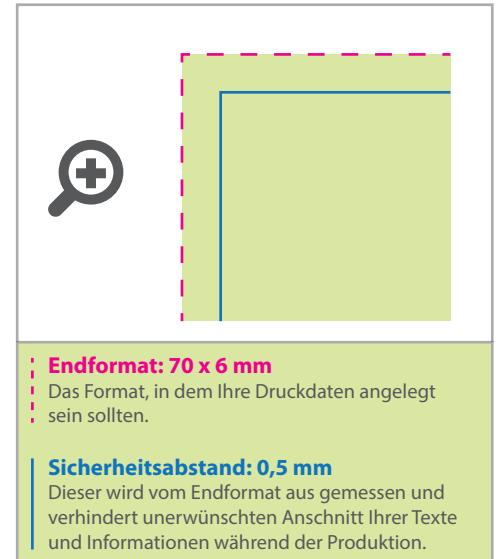 Endformat: 70 x 6 mm
Das Format, in dem Ihre Druckdaten angelegt
sein sollten.
Sicherheitsabstand: 0,5 mm
Dieser wird vom Endformat aus gemessen und
verhindert unerwünschten Anschnitt Ihrer Texte
und Informationen während der Produktion.